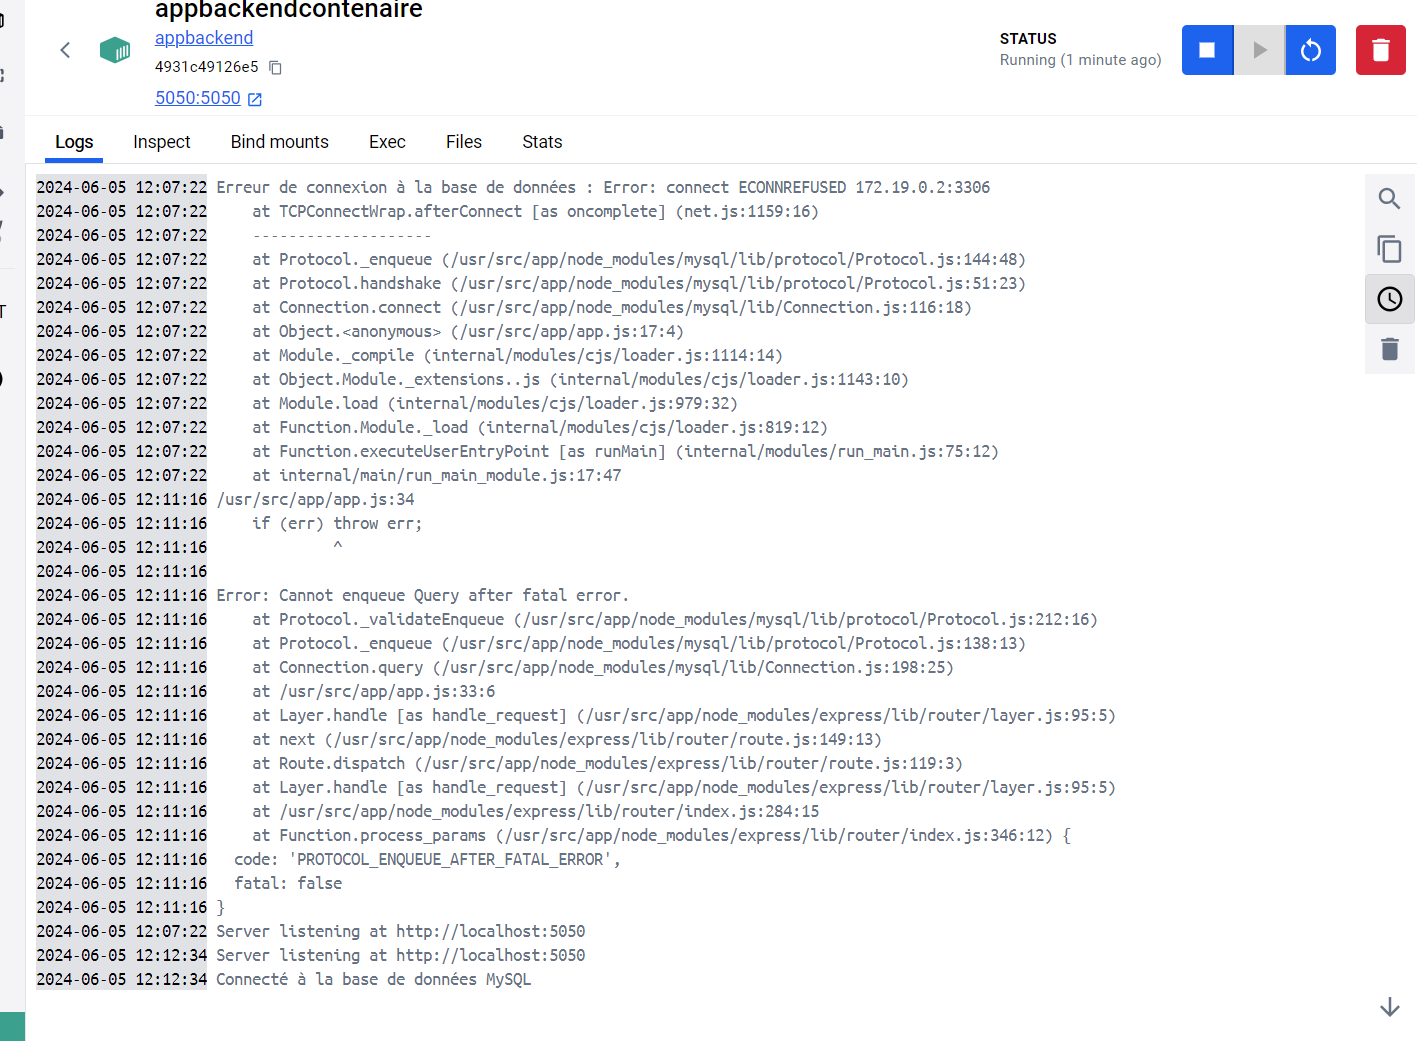 appbackendcontenaire
appbackend
4931c49126e5
5050:5050
STATUS
Running (1 minute ago)
Logs Inspect Bind mounts Exec Files Stats
2024-06-05 12:07:22 Erreur de connexion à la base de données : Error: connect ECONNREFUSED 172.19.0.2:3306
2024-06-05 12:07:22     at TCPConnectWrap.afterConnect [as oncomplete] (net.js:1159:16)
2024-06-05 12:07:22     --------------------
2024-06-05 12:07:22     at Protocol._enqueue (/usr/src/app/node_modules/mysql/lib/protocol/Protocol.js:144:48)
2024-06-05 12:07:22     at Protocol.handshake (/usr/src/app/node_modules/mysql/lib/protocol/Protocol.js:51:23)
2024-06-05 12:07:22     at Connection.connect (/usr/src/app/node_modules/mysql/lib/Connection.js:116:18)
2024-06-05 12:07:22     at Object.<anonymous> (/usr/src/app/app.js:17:4)
2024-06-05 12:07:22     at Module._compile (internal/modules/cjs/loader.js:1114:14)
2024-06-05 12:07:22     at Object.Module._extensions..js (internal/modules/cjs/loader.js:1143:10)
2024-06-05 12:07:22     at Module.load (internal/modules/cjs/loader.js:979:32)
2024-06-05 12:07:22     at Function.Module._load (internal/modules/cjs/loader.js:819:12)
2024-06-05 12:07:22     at Function.executeUserEntryPoint [as runMain] (internal/modules/run_main.js:75:12)
2024-06-05 12:07:22     at internal/main/run_main_module.js:17:47
2024-06-05 12:11:16 /usr/src/app/app.js:34
2024-06-05 12:11:16     if (err) throw err;
2024-06-05 12:11:16              ^
2024-06-05 12:11:16
2024-06-05 12:11:16 Error: Cannot enqueue Query after fatal error.
2024-06-05 12:11:16     at Protocol._validateEnqueue (/usr/src/app/node_modules/mysql/lib/protocol/Protocol.js:212:16)
2024-06-05 12:11:16     at Protocol._enqueue (/usr/src/app/node_modules/mysql/lib/protocol/Protocol.js:138:13)
2024-06-05 12:11:16     at Connection.query (/usr/src/app/node_modules/mysql/lib/Connection.js:198:25)
2024-06-05 12:11:16     at /usr/src/app/app.js:33:6
2024-06-05 12:11:16     at Layer.handle [as handle_request] (/usr/src/app/node_modules/express/lib/router/layer.js:95:5)
2024-06-05 12:11:16     at next (/usr/src/app/node_modules/express/lib/router/route.js:149:13)
2024-06-05 12:11:16     at Route.dispatch (/usr/src/app/node_modules/express/lib/router/route.js:119:3)
2024-06-05 12:11:16     at Layer.handle [as handle_request] (/usr/src/app/node_modules/express/lib/router/layer.js:95:5)
2024-06-05 12:11:16     at /usr/src/app/node_modules/express/lib/router/index.js:284:15
2024-06-05 12:11:16     at Function.process_params (/usr/src/app/node_modules/express/lib/router/index.js:346:12) {
2024-06-05 12:11:16   code: 'PROTOCOL_ENQUEUE_AFTER_FATAL_ERROR',
2024-06-05 12:11:16   fatal: false
2024-06-05 12:11:16 }
2024-06-05 12:07:22 Server listening at http://localhost:5050
2024-06-05 12:12:34 Server listening at http://localhost:5050
2024-06-05 12:12:34 Connecté à la base de données MySQL